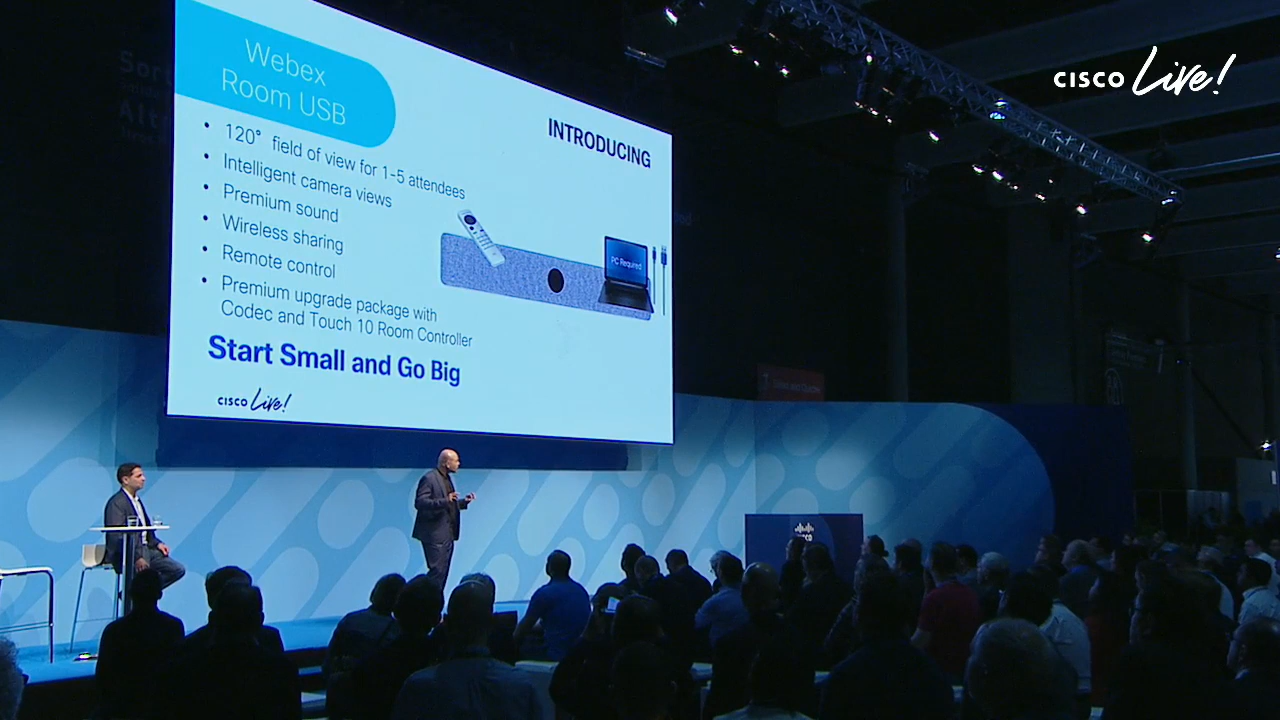 Webex
Room USB
INTRODUCING
• 120° field of view for 1-5 attendees
• Intelligent camera views
• Premium sound
• Wireless sharing
• Remote control
• Premium upgrade package with
Codec and Touch 10 Room Controller
PC Required
Start Small and Go Big
CISCO Live!
CISCO Live!
CISCO